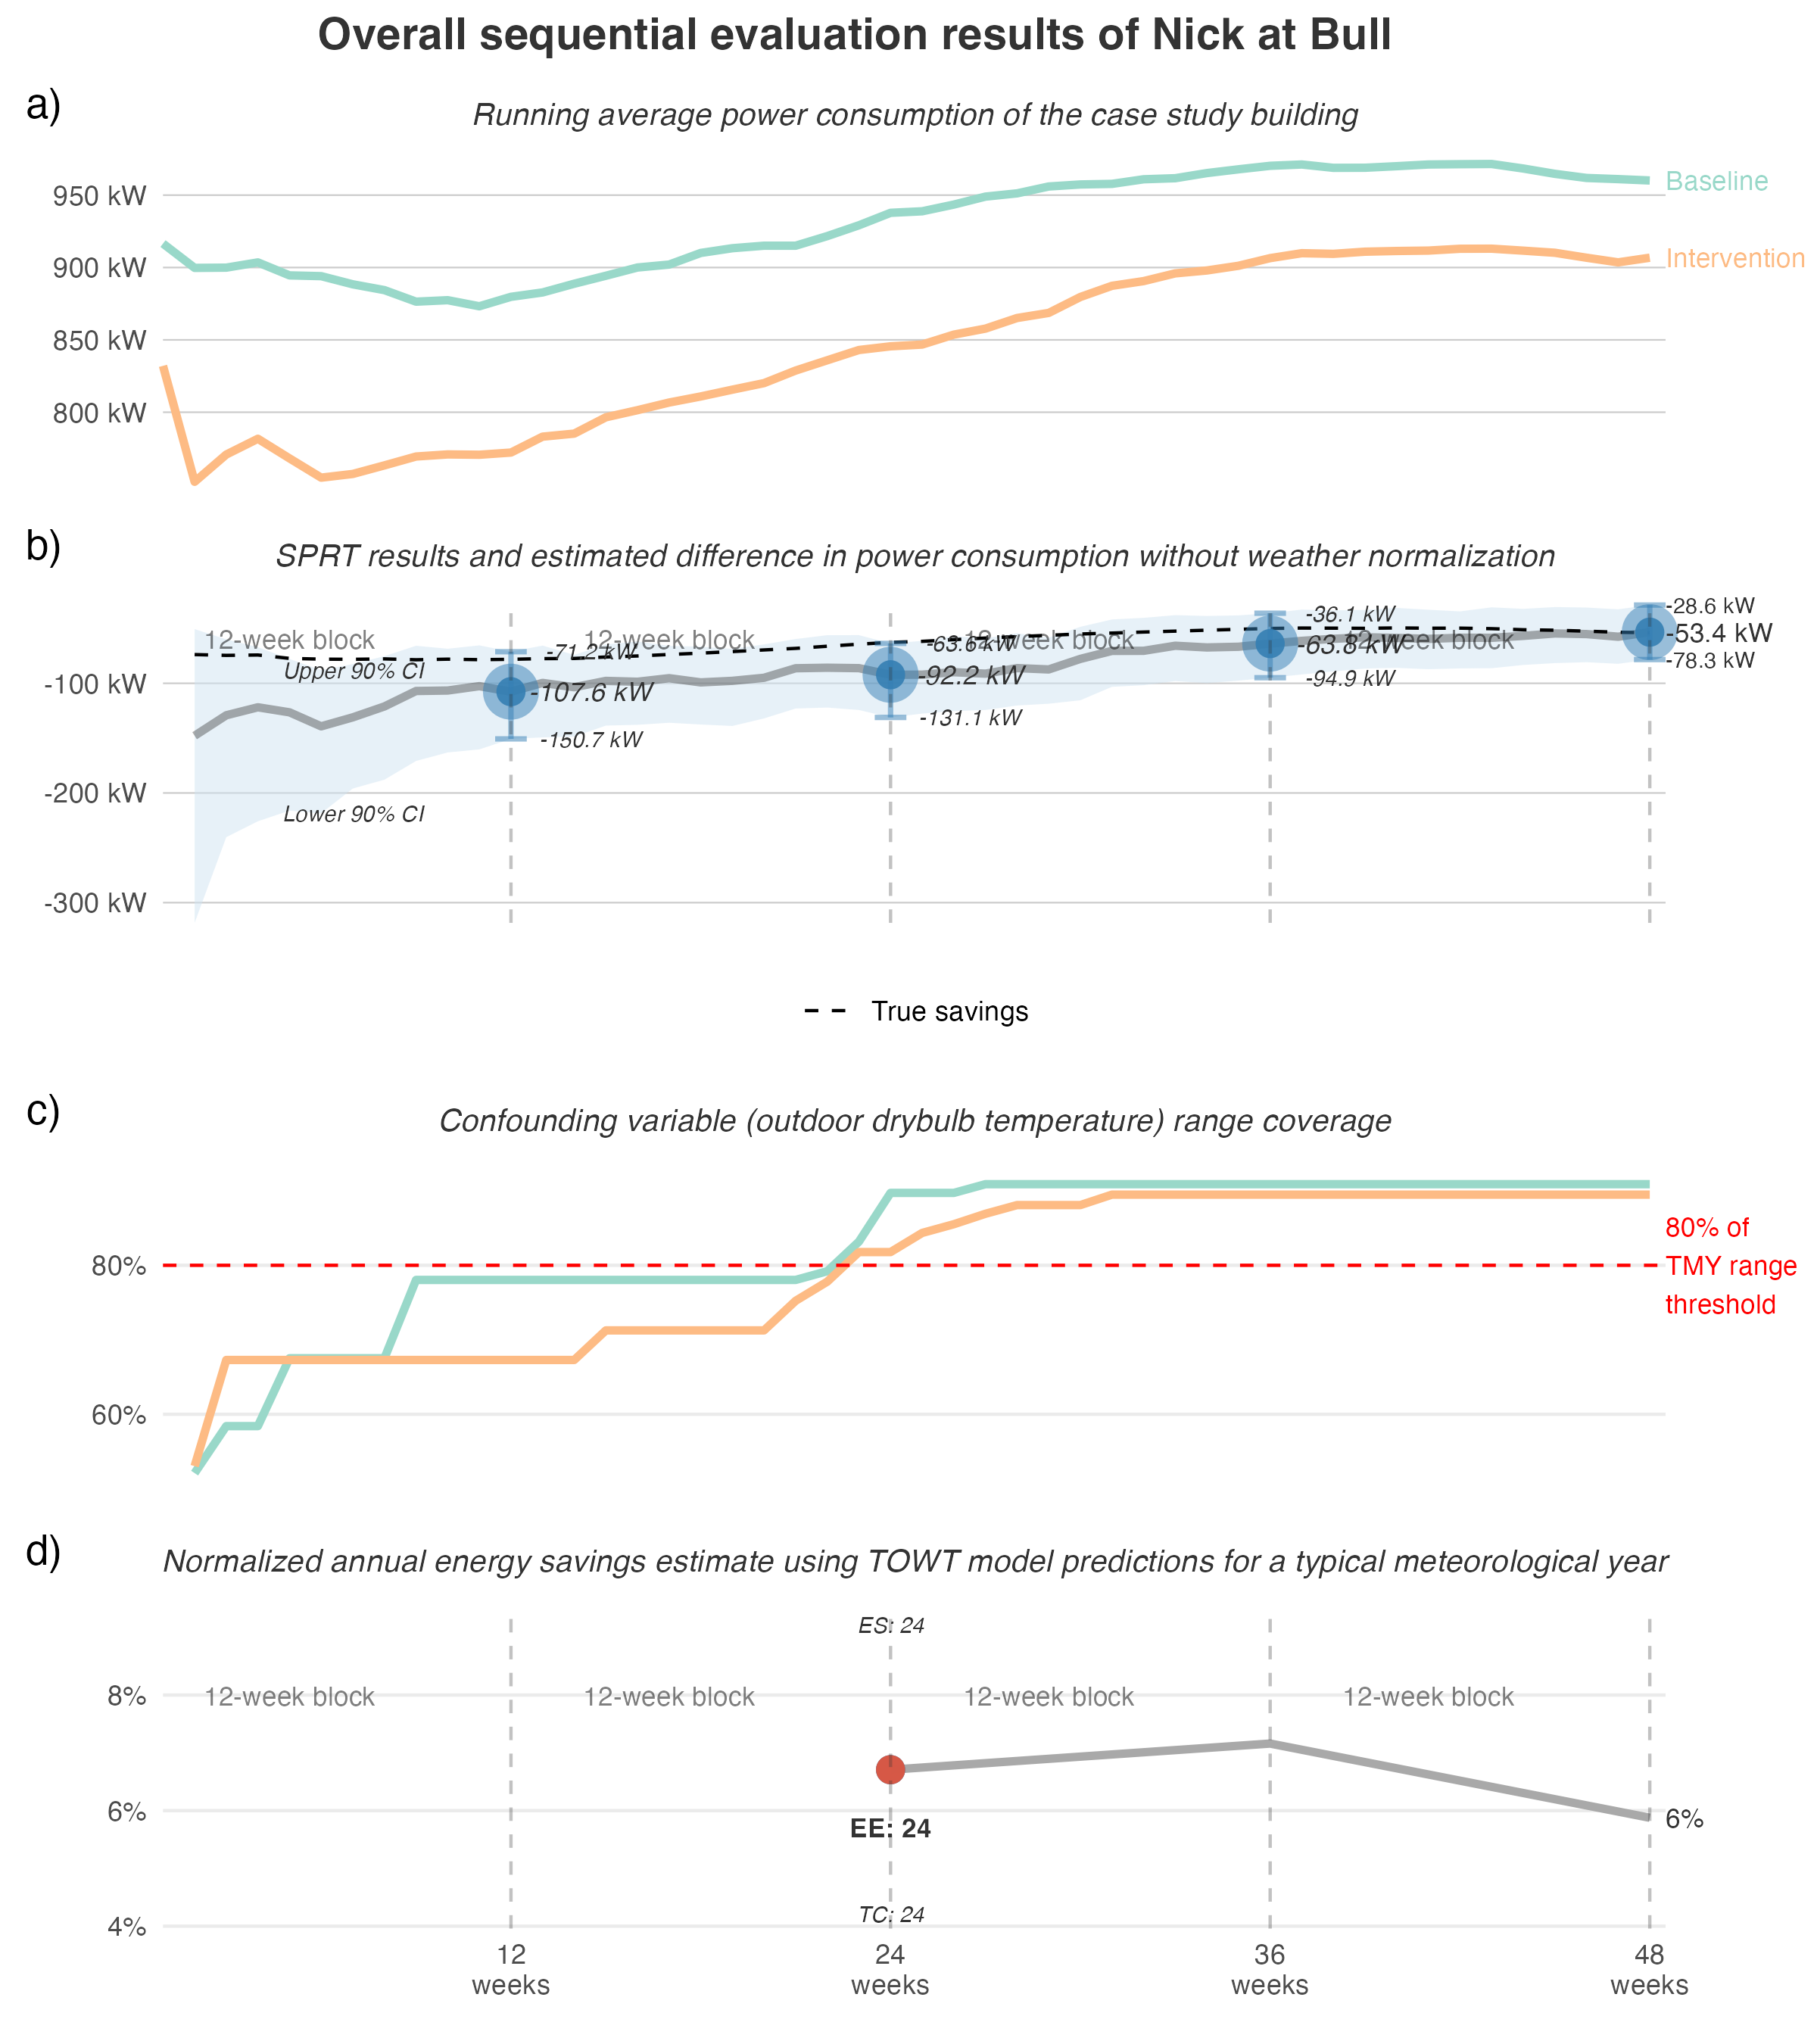 Overall sequential evaluation results of Nick at Bull
a)
Running average power consumption of the case study building
950 kW
900 kW
850 kW
800 kW
Baseline
Intervention
b)
SPRT results and estimated difference in power consumption without weather normalization
12-week block
12-week block
12-week block
12-week block
Upper 90% CI
Lower 90% CI
-71.2 kW
-107.6 kW
-150.7 kW
-63.6 kW
-92.2 kW
-131.1 kW
-36.1 kW
-63.8 kW
-94.9 kW
-28.6 kW
-53.4 kW
-78.3 kW
-100 kW
-200 kW
-300 kW
True savings
c)
Confounding variable (outdoor drybulb temperature) range coverage
80%
60%
80% of
TMY range
threshold
d)
Normalized annual energy savings estimate using TOWT model predictions for a typical meteorological year
ES: 24
8%
12-week block
12-week block
12-week block
12-week block
6%
EE: 24
6%
TC: 24
4%
12
weeks
24
weeks
36
weeks
48
weeks